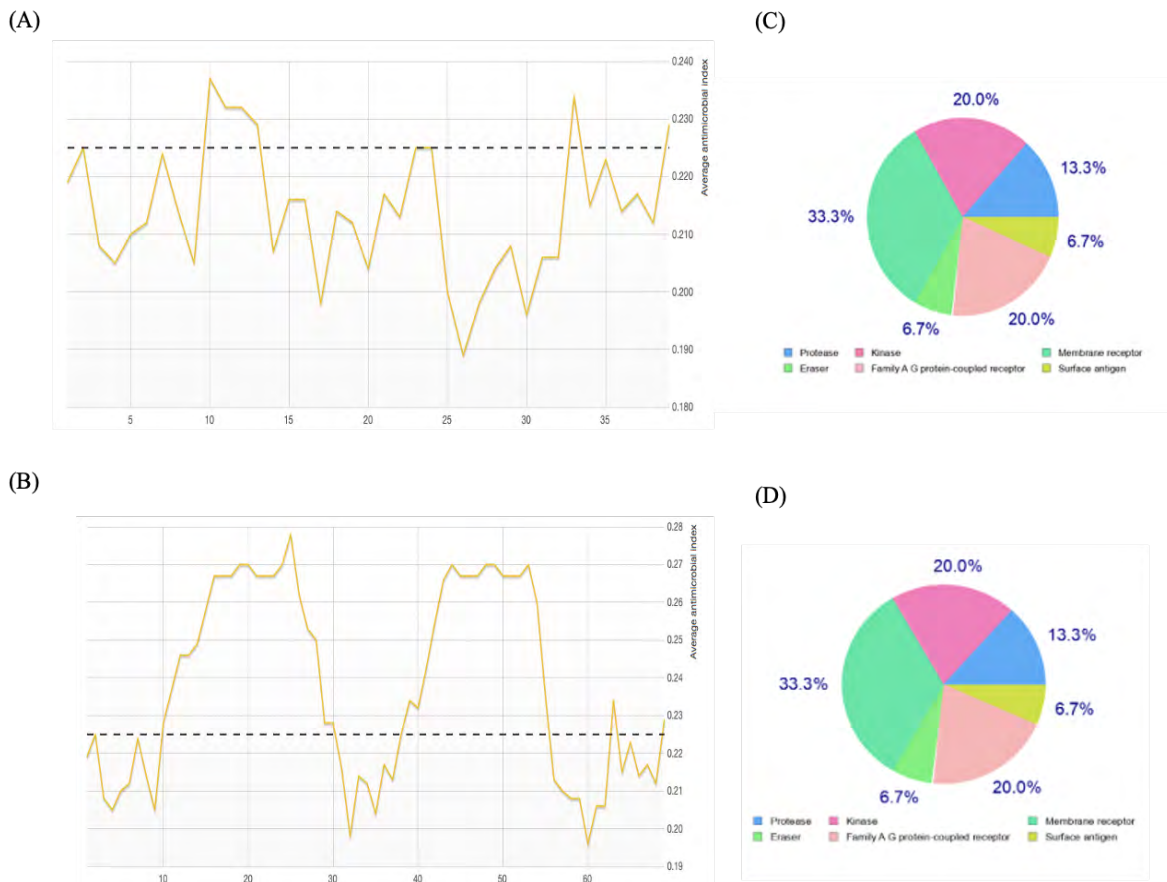 (A)
0.240
0.230
0.220
0.210
0.200
0.190
0.180
Average antimicrobial index
5 10 15 20 25 30 35
(C)
20.0%
13.3%
33.3%
6.7%
6.7%
20.0%
Protease Kinase Membrane receptor
Eraser Family A G protein-coupled receptor Surface antigen
(B)
0.28
0.27
0.26
0.25
0.24
0.23
0.22
0.21
0.20
0.19
Average antimicrobial index
10 20 30 40 50 60
(D)
20.0%
13.3%
33.3%
6.7%
6.7%
20.0%
Protease Kinase Membrane receptor
Eraser Family A G protein-coupled receptor Surface antigen